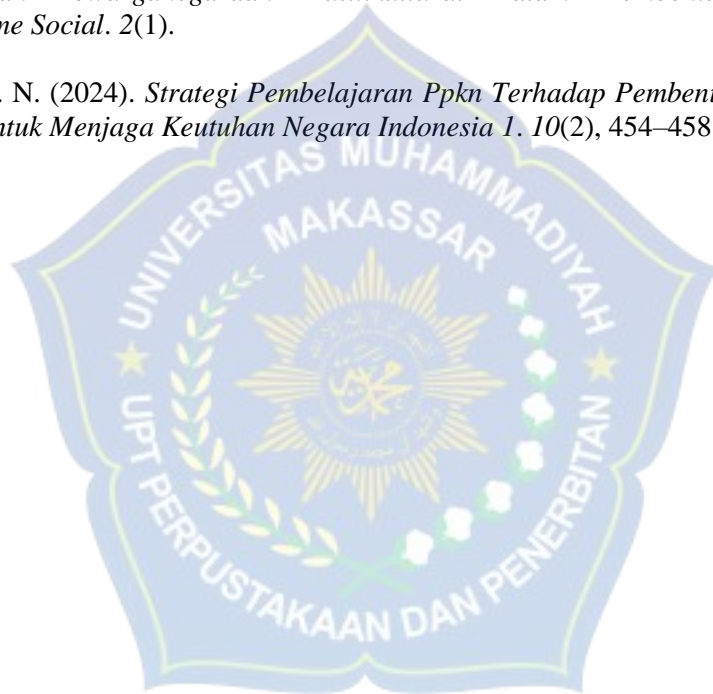 ne Social. 2(1).
. N. (2024). Strategi Pembelajaran Ppkn Terhadap Pembeni
ntuk Menjaga Keutuhan Negara Indonesia 1. 10(2), 454–458
UNIVERSITAS MUHAMMADIYAH
MAKASSAR
UPT PERPUSTAKAAN DAN PENERBITAN